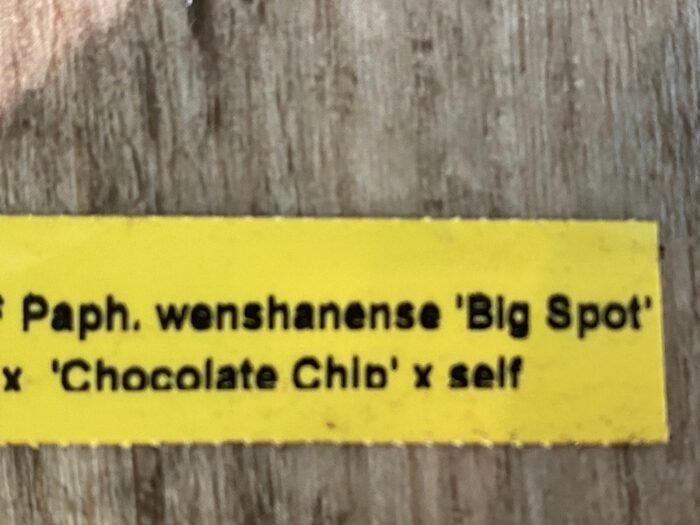 Paph. wenshanense 'Big Spot'
x 'Chocolate Chip' x self